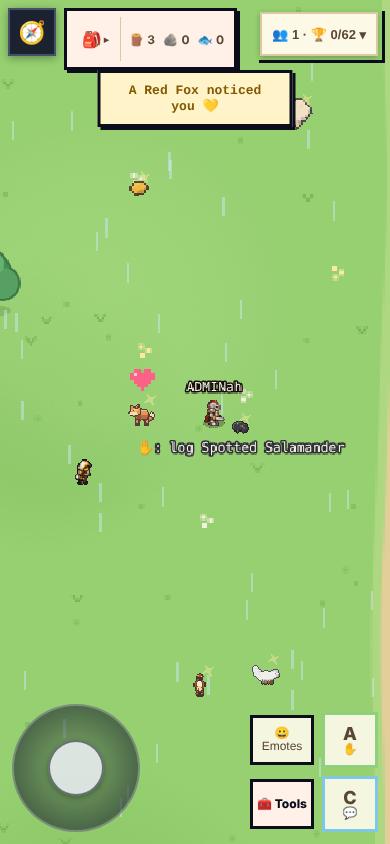 3 0 0
1 · 0/62 ▾
A Red Fox noticed
you 💛
ADMINah
✋: log Spotted Salamander
Emotes
A
Tools
C